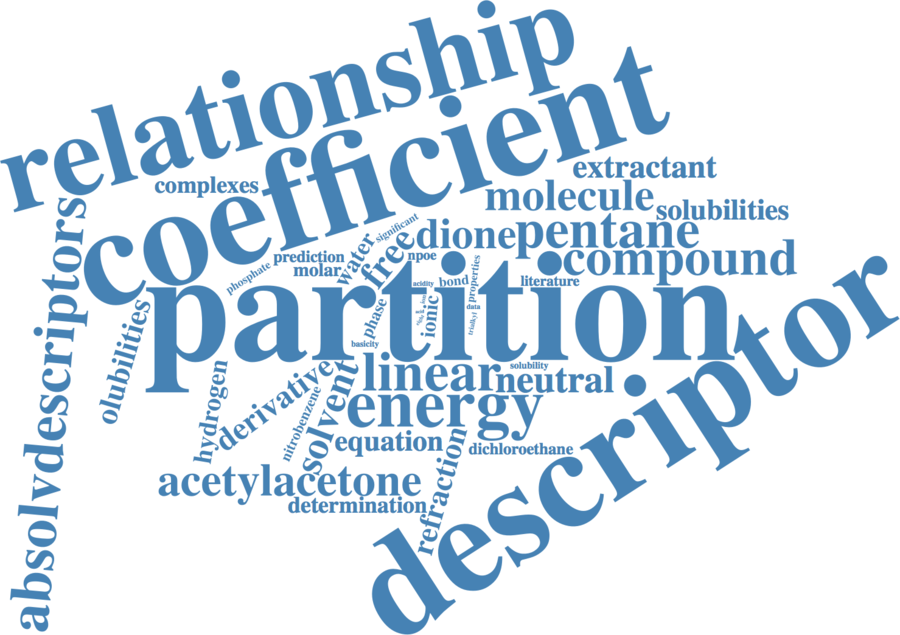 relationship
coefficient
complexes
extractant
molecule
solubilities
significant
dione
pentane
water
free
prediction
molar
npoe
compound
phosphate
partition
acidity
bond
properties
literature
descriptors
absolv
olubilities
phase
ionic
data
trialkyl
basicity
linear
solubility
neutral
descriptor
hydrogen
derivative
nitrobenzene
solvent
energy
equation
dichloroethane
refraction
acetylacetone
determination